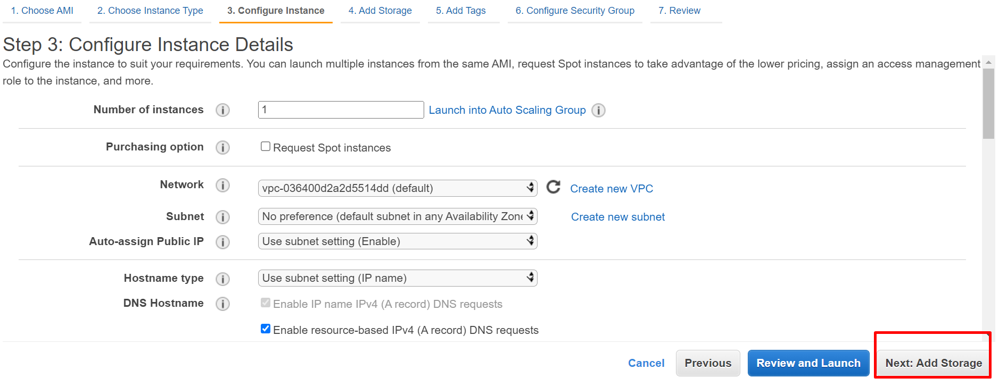 1. Choose AMI 2. Choose Instance Type 3. Configure Instance 4. Add Storage 5. Add Tags 6. Configure Security Group 7. Review
Step 3: Configure Instance Details
Configure the instance to suit your requirements. You can launch multiple instances from the same AMI, request Spot instances to take advantage of the lower pricing, assign an access management
role to the instance, and more.
Number of instances i 1 Launch into Auto Scaling Group i
Purchasing option i Request Spot instances
Network i vpc-036400d2a2d5514dd (default) Create new VPC
Subnet i No preference (default subnet in any Availability Zone Create new subnet
Auto-assign Public IP i Use subnet setting (Enable)
Hostname type i Use subnet setting (IP name)
DNS Hostname i Enable IP name IPv4 (A record) DNS requests
Enable resource-based IPv4 (A record) DNS requests
Cancel Previous Review and Launch Next: Add Storage